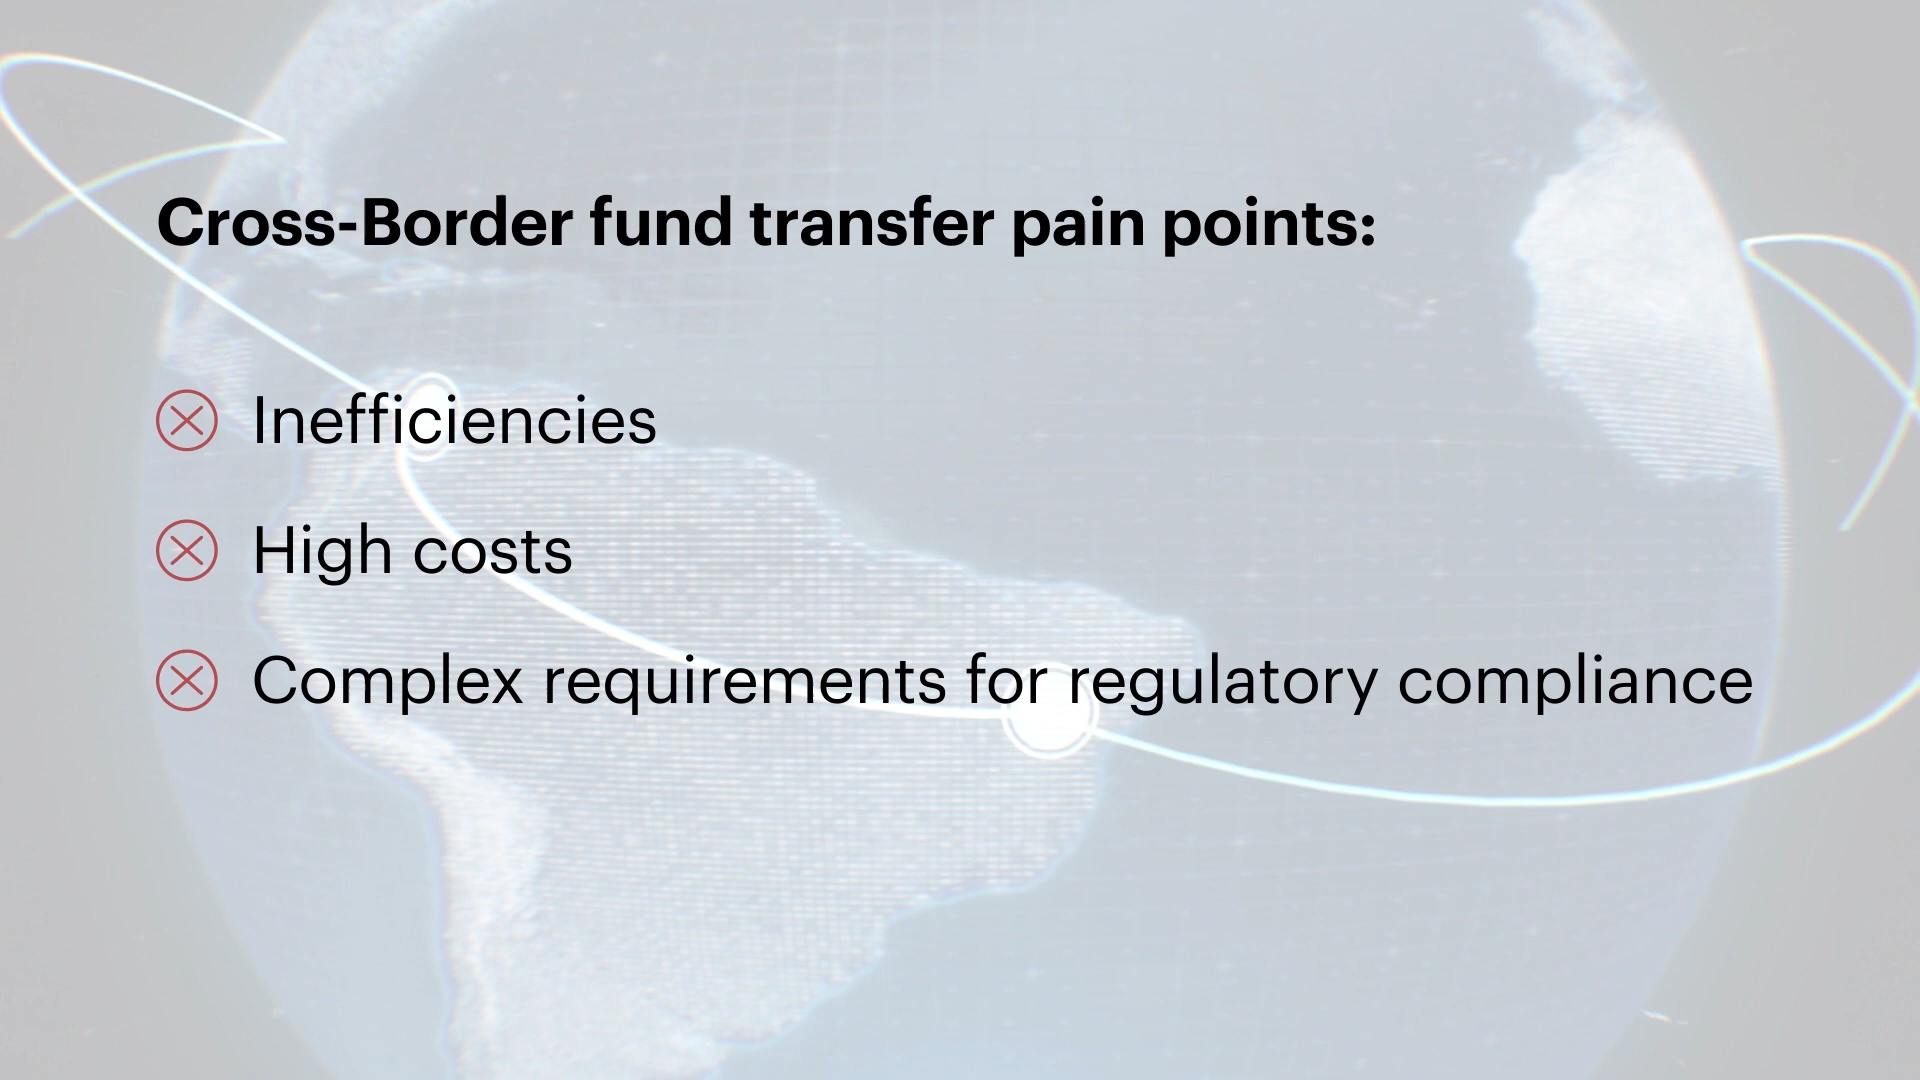 Cross-Border fund transfer pain points:
Inefficiencies
High costs
Complex requirements for regulatory compliance